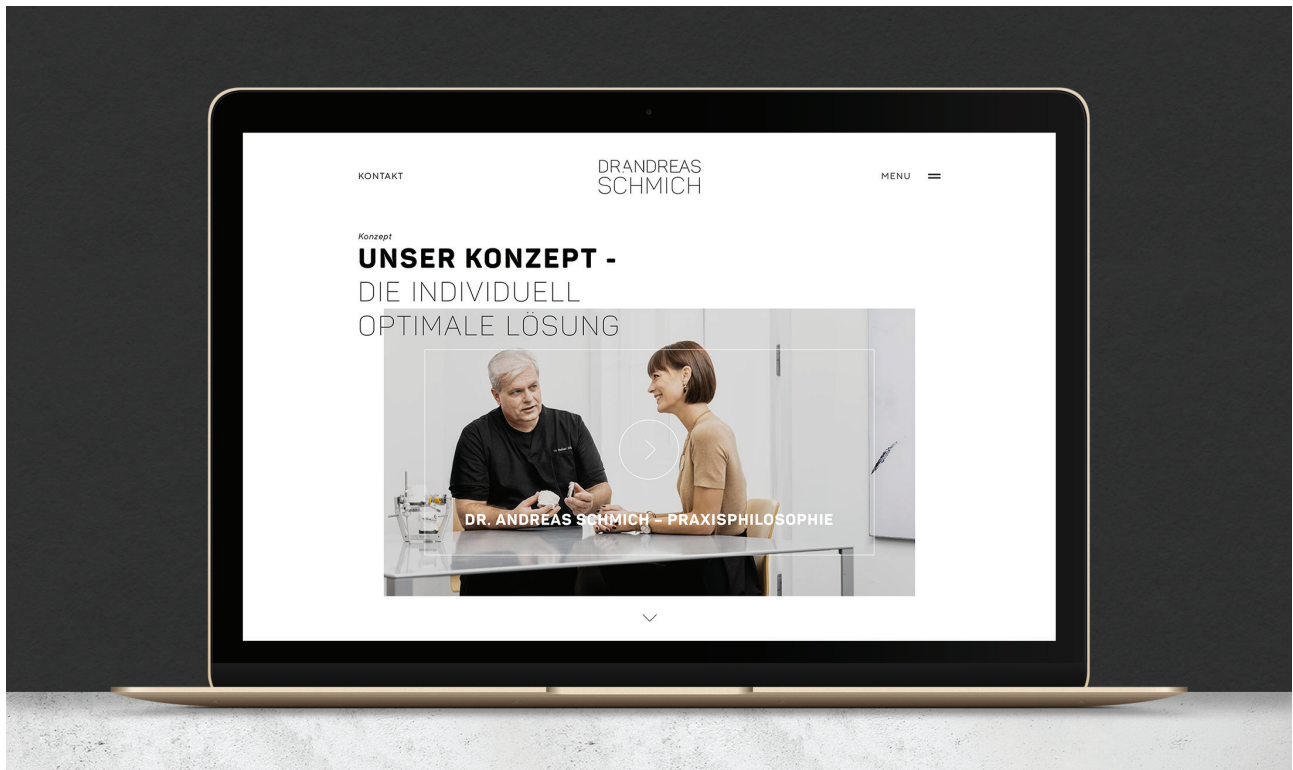 KONTAKT
DR.ANDREAS
SCHMICH
MENU
Konzept
UNSER KONZEPT -
DIE INDIVIDUELL
OPTIMALE LÖSUNG
DR. ANDREAS SCHMICH – PRAXISPHILOSOPHIE